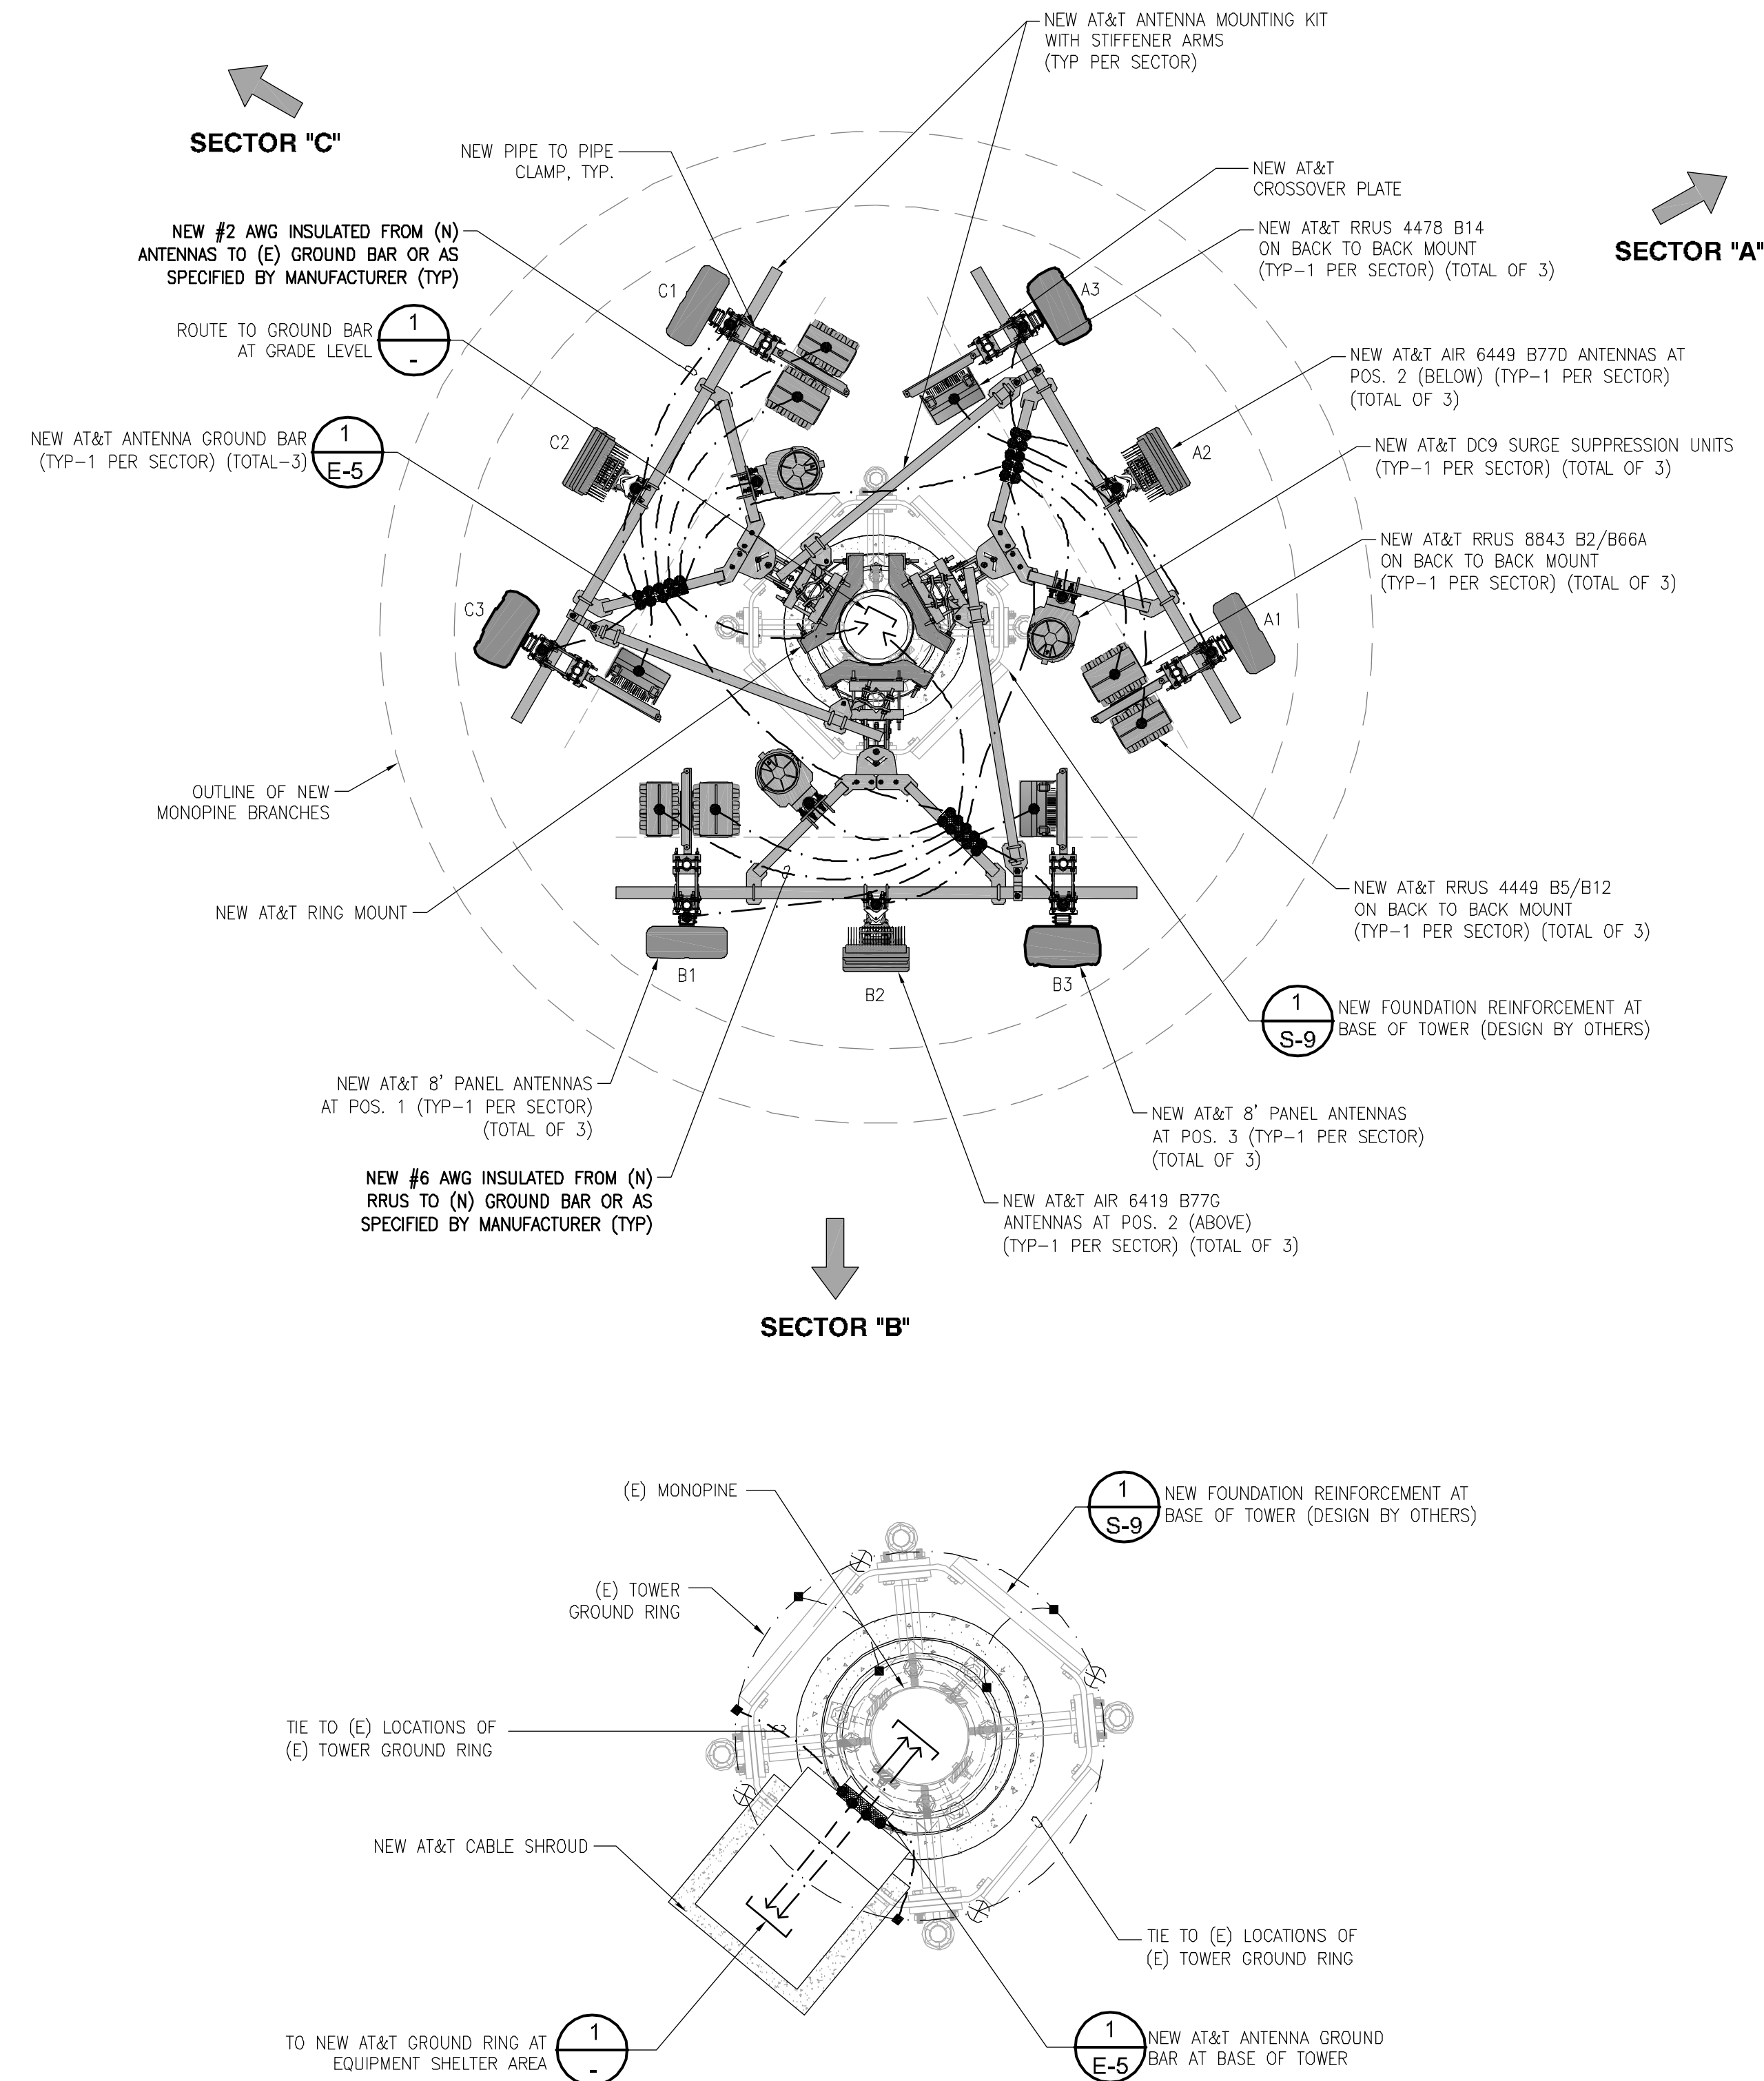 NEW AT&T ANTENNA MOUNTING KIT
WITH STIFFENER ARMS
(TYP PER SECTOR)
SECTOR "C"
NEW PIPE TO PIPE
CLAMP, TYP.
NEW AT&T
CROSSOVER PLATE
SECTOR "A"
NEW #2 AWG INSULATED FROM (N)
ANTENNAS TO (E) GROUND BAR OR AS
SPECIFIED BY MANUFACTURER (TYP)
NEW AT&T RRUS 4478 B14
ON BACK TO BACK MOUNT
(TYP-1 PER SECTOR) (TOTAL OF 3)
C1
A3
ROUTE TO GROUND BAR
AT GRADE LEVEL
1
-
NEW AT&T AIR 6449 B77D ANTENNAS AT
POS. 2 (BELOW) (TYP-1 PER SECTOR)
(TOTAL OF 3)
NEW AT&T ANTENNA GROUND BAR
(TYP-1 PER SECTOR) (TOTAL-3)
1
E-5
C2
A2
NEW AT&T DC9 SURGE SUPPRESSION UNITS
(TYP-1 PER SECTOR) (TOTAL OF 3)
NEW AT&T RRUS 8843 B2/B66A
ON BACK TO BACK MOUNT
(TYP-1 PER SECTOR) (TOTAL OF 3)
C3
A1
OUTLINE OF NEW
MONOPINE BRANCHES
NEW AT&T RING MOUNT
NEW AT&T RRUS 4449 B5/B12
ON BACK TO BACK MOUNT
(TYP-1 PER SECTOR) (TOTAL OF 3)
B1
B2
B3
1
S-9
NEW FOUNDATION REINFORCEMENT AT
BASE OF TOWER (DESIGN BY OTHERS)
NEW AT&T 8' PANEL ANTENNAS
AT POS. 1 (TYP-1 PER SECTOR)
(TOTAL OF 3)
NEW AT&T 8' PANEL ANTENNAS
AT POS. 3 (TYP-1 PER SECTOR)
(TOTAL OF 3)
NEW #6 AWG INSULATED FROM (N)
RRUS TO (N) GROUND BAR OR AS
SPECIFIED BY MANUFACTURER (TYP)
NEW AT&T AIR 6419 B77G
ANTENNAS AT POS. 2 (ABOVE)
(TYP-1 PER SECTOR) (TOTAL OF 3)
SECTOR "B"
(E) MONOPINE
1
S-9
NEW FOUNDATION REINFORCEMENT AT
BASE OF TOWER (DESIGN BY OTHERS)
(E) TOWER
GROUND RING
TIE TO (E) LOCATIONS OF
(E) TOWER GROUND RING
NEW AT&T CABLE SHROUD
TIE TO (E) LOCATIONS OF
(E) TOWER GROUND RING
TO NEW AT&T GROUND RING AT
EQUIPMENT SHELTER AREA
1
-
1
E-5
NEW AT&T ANTENNA GROUND
BAR AT BASE OF TOWER